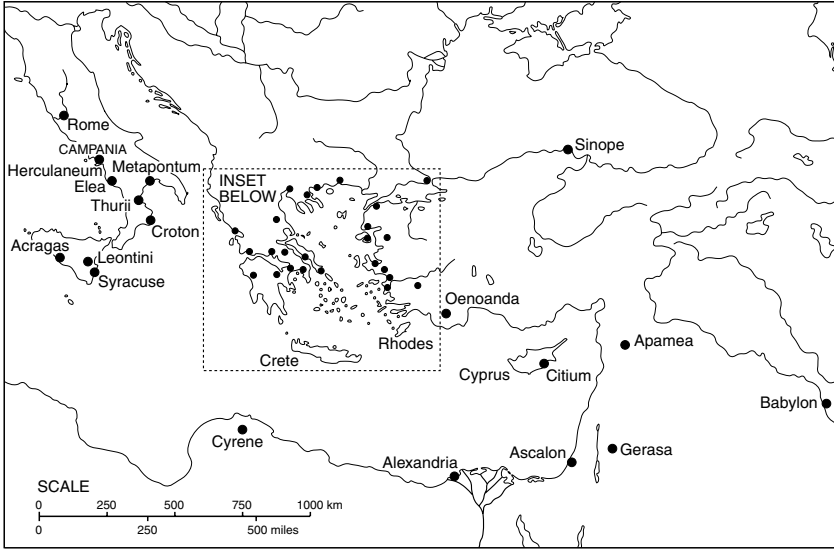 Rome
CAMPANIA
Herculaneum
Metapontum
Elea
Thurii
Croton
Acragas
Leontini
Syracuse
INSET
BELOW
Sinope
Oenoanda
Rhodes
Crete
Cyprus
Citium
Apamea
Babylon
Cyrene
Alexandria
Ascalon
Gerasa
SCALE
0 250 500 750 1000 km
0 250 500 miles